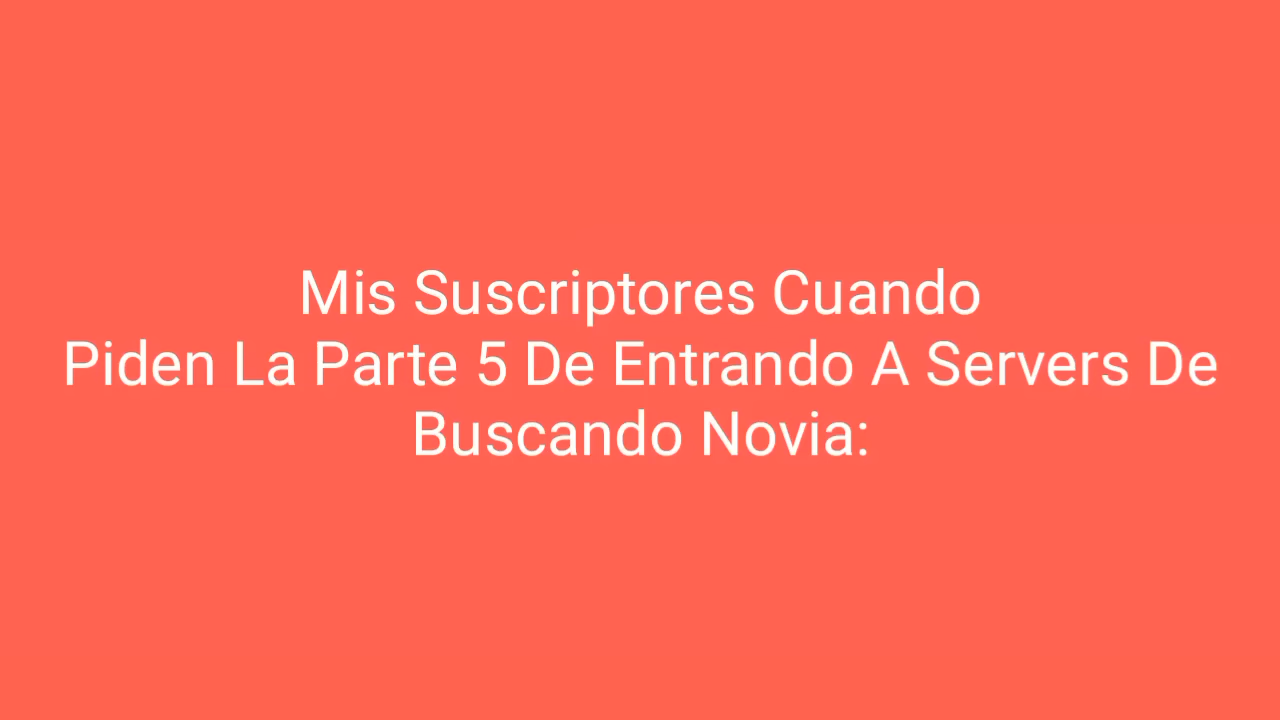 Mis Suscriptores Cuando
Piden La Parte 5 De Entrando A Servers De
Buscando Novia: